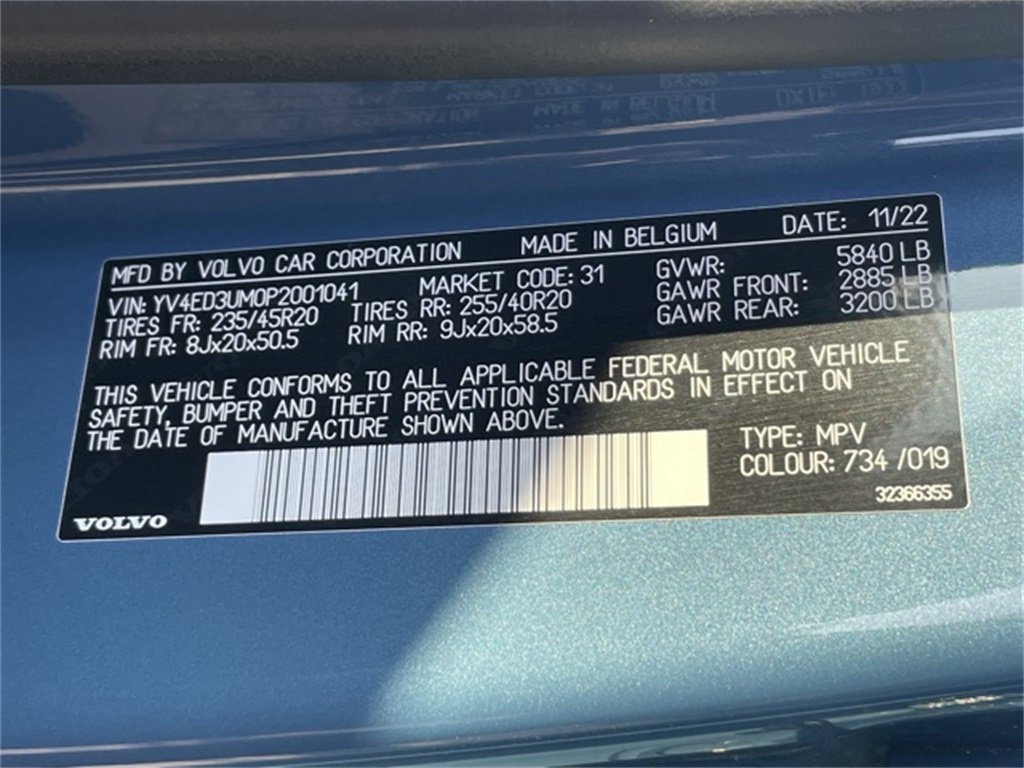 MFD BY VOLVO CAR CORPORATION MADE IN BELGIUM DATE: 11/22
VIN: YV4ED3UM0P2001041 MARKET CODE: 31 GVWR: 5840 LB
TIRES FR: 235/45R20 TIRES RR: 255/40R20 GAWR FRONT: 2885 LB
RIM FR: 8Jx20x50.5 RIM RR: 9Jx20x58.5 GAWR REAR: 3200 LB
THIS VEHICLE CONFORMS TO ALL APPLICABLE FEDERAL MOTOR VEHICLE
SAFETY, BUMPER AND THEFT PREVENTION STANDARDS IN EFFECT ON
THE DATE OF MANUFACTURE SHOWN ABOVE.
TYPE: MPV
COLOUR: 734 /019
32366355
VOLVO